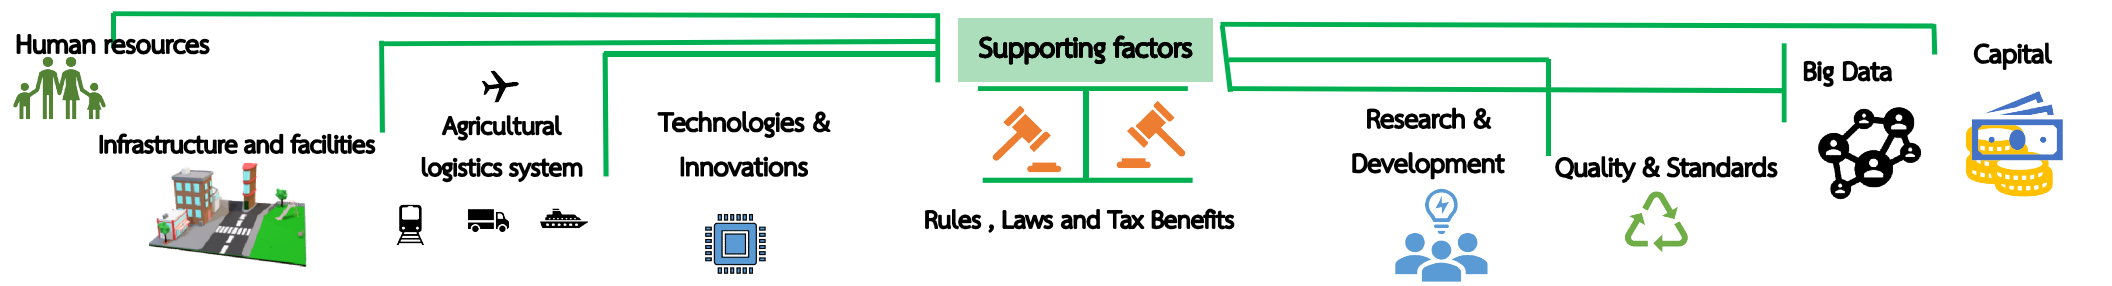 Human resources
Supporting factors
Capital
Big Data
Infrastructure and facilities
Agricultural
logistics system
Technologies &
Innovations
Rules , Laws and Tax Benefits
Research &
Development
Quality & Standards